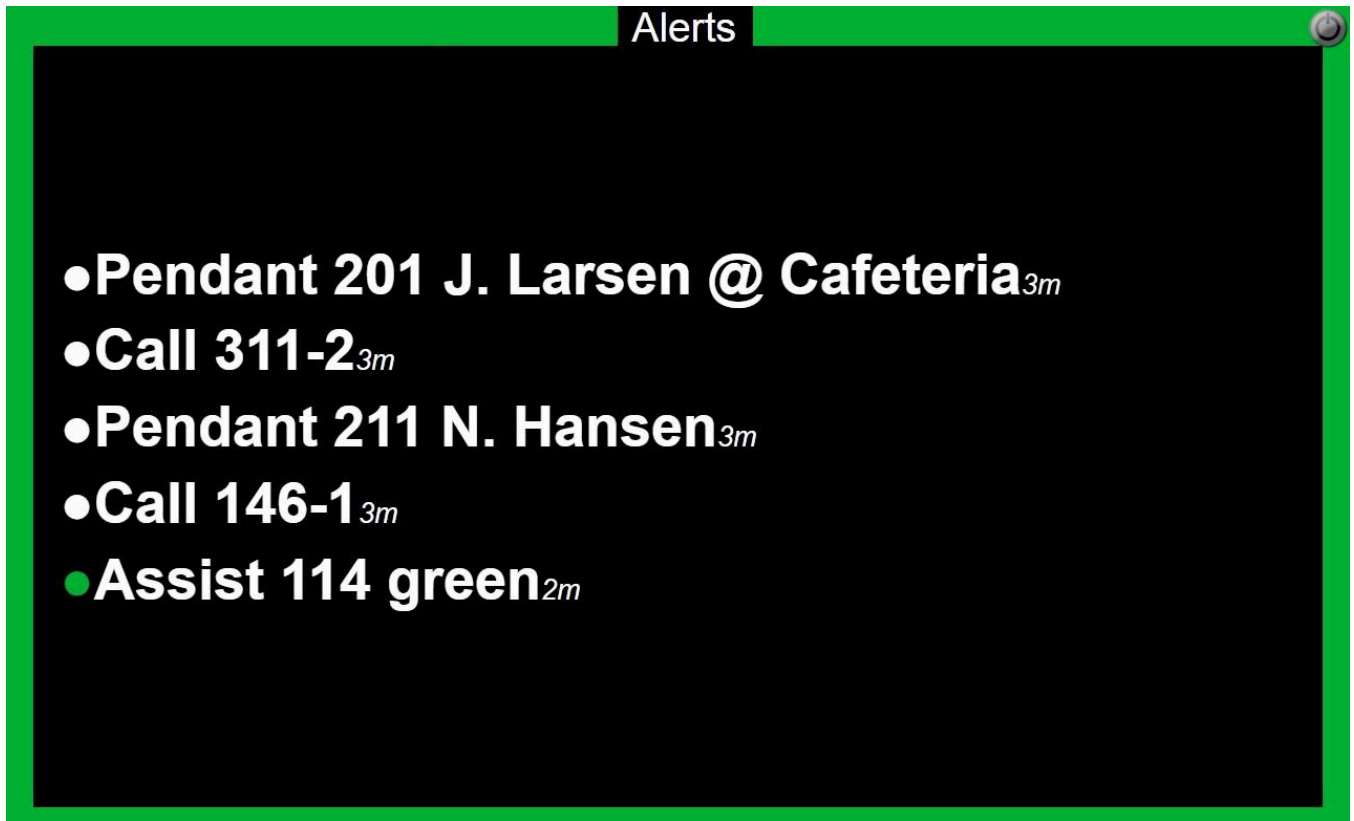 Alerts
●Pendant 201 J. Larsen @ Cafeteria3m
●Call 311-23m
●Pendant 211 N. Hansen3m
●Call 146-13m
●Assist 114 green2m